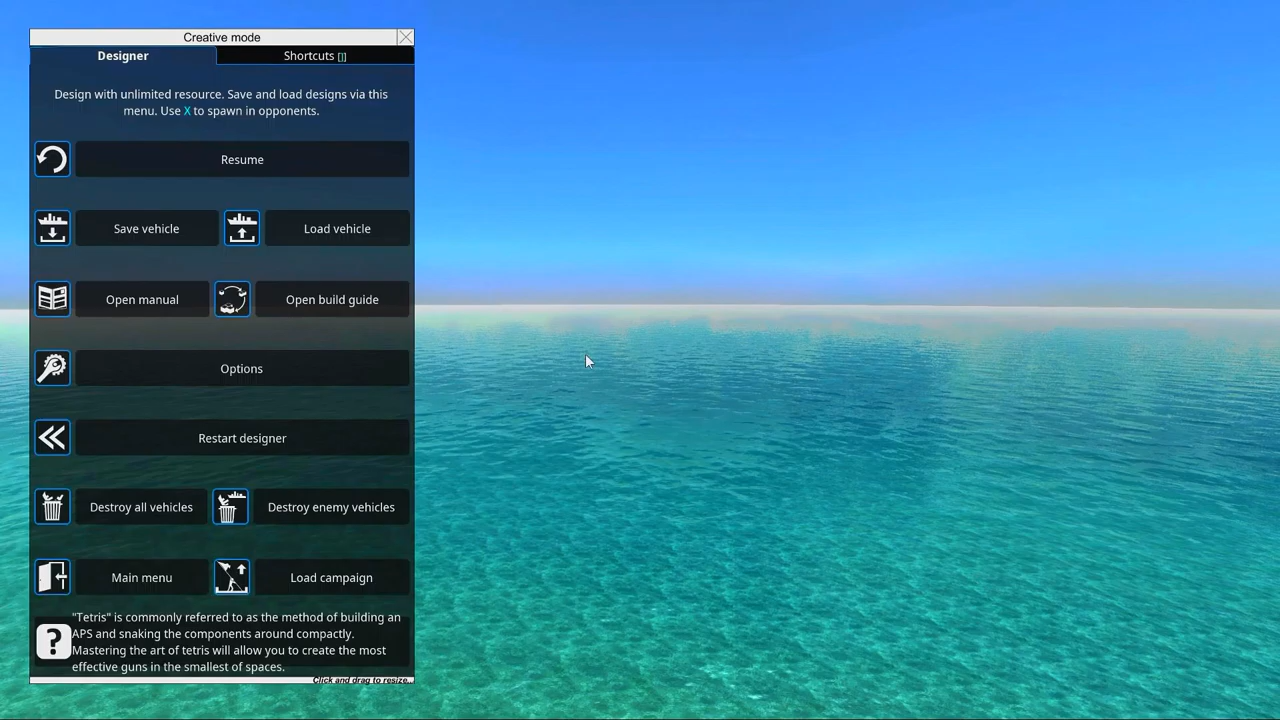 Creative mode
Designer
Shortcuts [|]
Design with unlimited resource. Save and load designs via this
menu. Use X to spawn in opponents.
Resume
Save vehicle
Load vehicle
Open manual
Open build guide
Options
Restart designer
Destroy all vehicles
Destroy enemy vehicles
Main menu
Load campaign
"Tetris" is commonly referred to as the method of building an
APS and snaking the components around compactly.
Mastering the art of tetris will allow you to create the most
effective guns in the smallest of spaces.
Click and drag to resize...